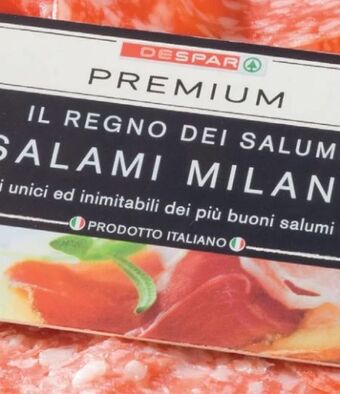 DESPAR
PREMIUM
IL REGNO DEI SALUM
SALAMI MILAN
i unici ed inimitabili dei più buoni salumi
PRODOTTO ITALIANO